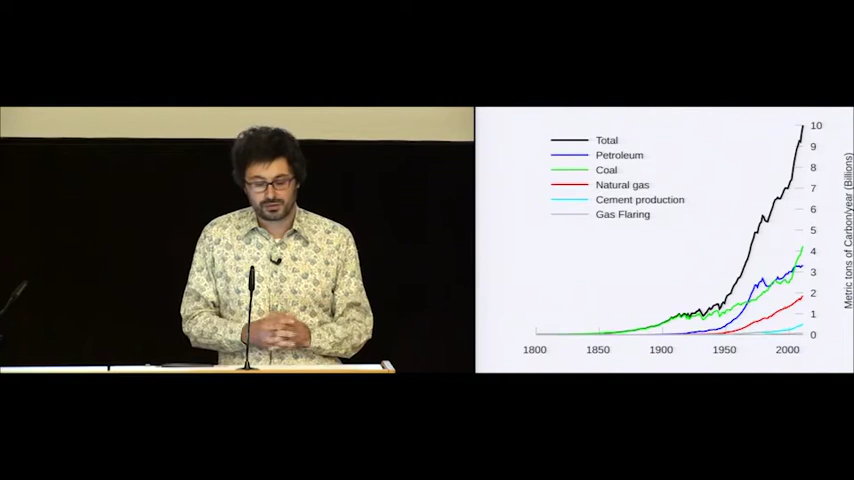 Total
Petroleum
Coal
Natural gas
Cement production
Gas Flaring
10
9
8
7
6
5
4
3
2
1
0
Metric tons of Carbon/year (Billions)
1800 1850 1900 1950 2000